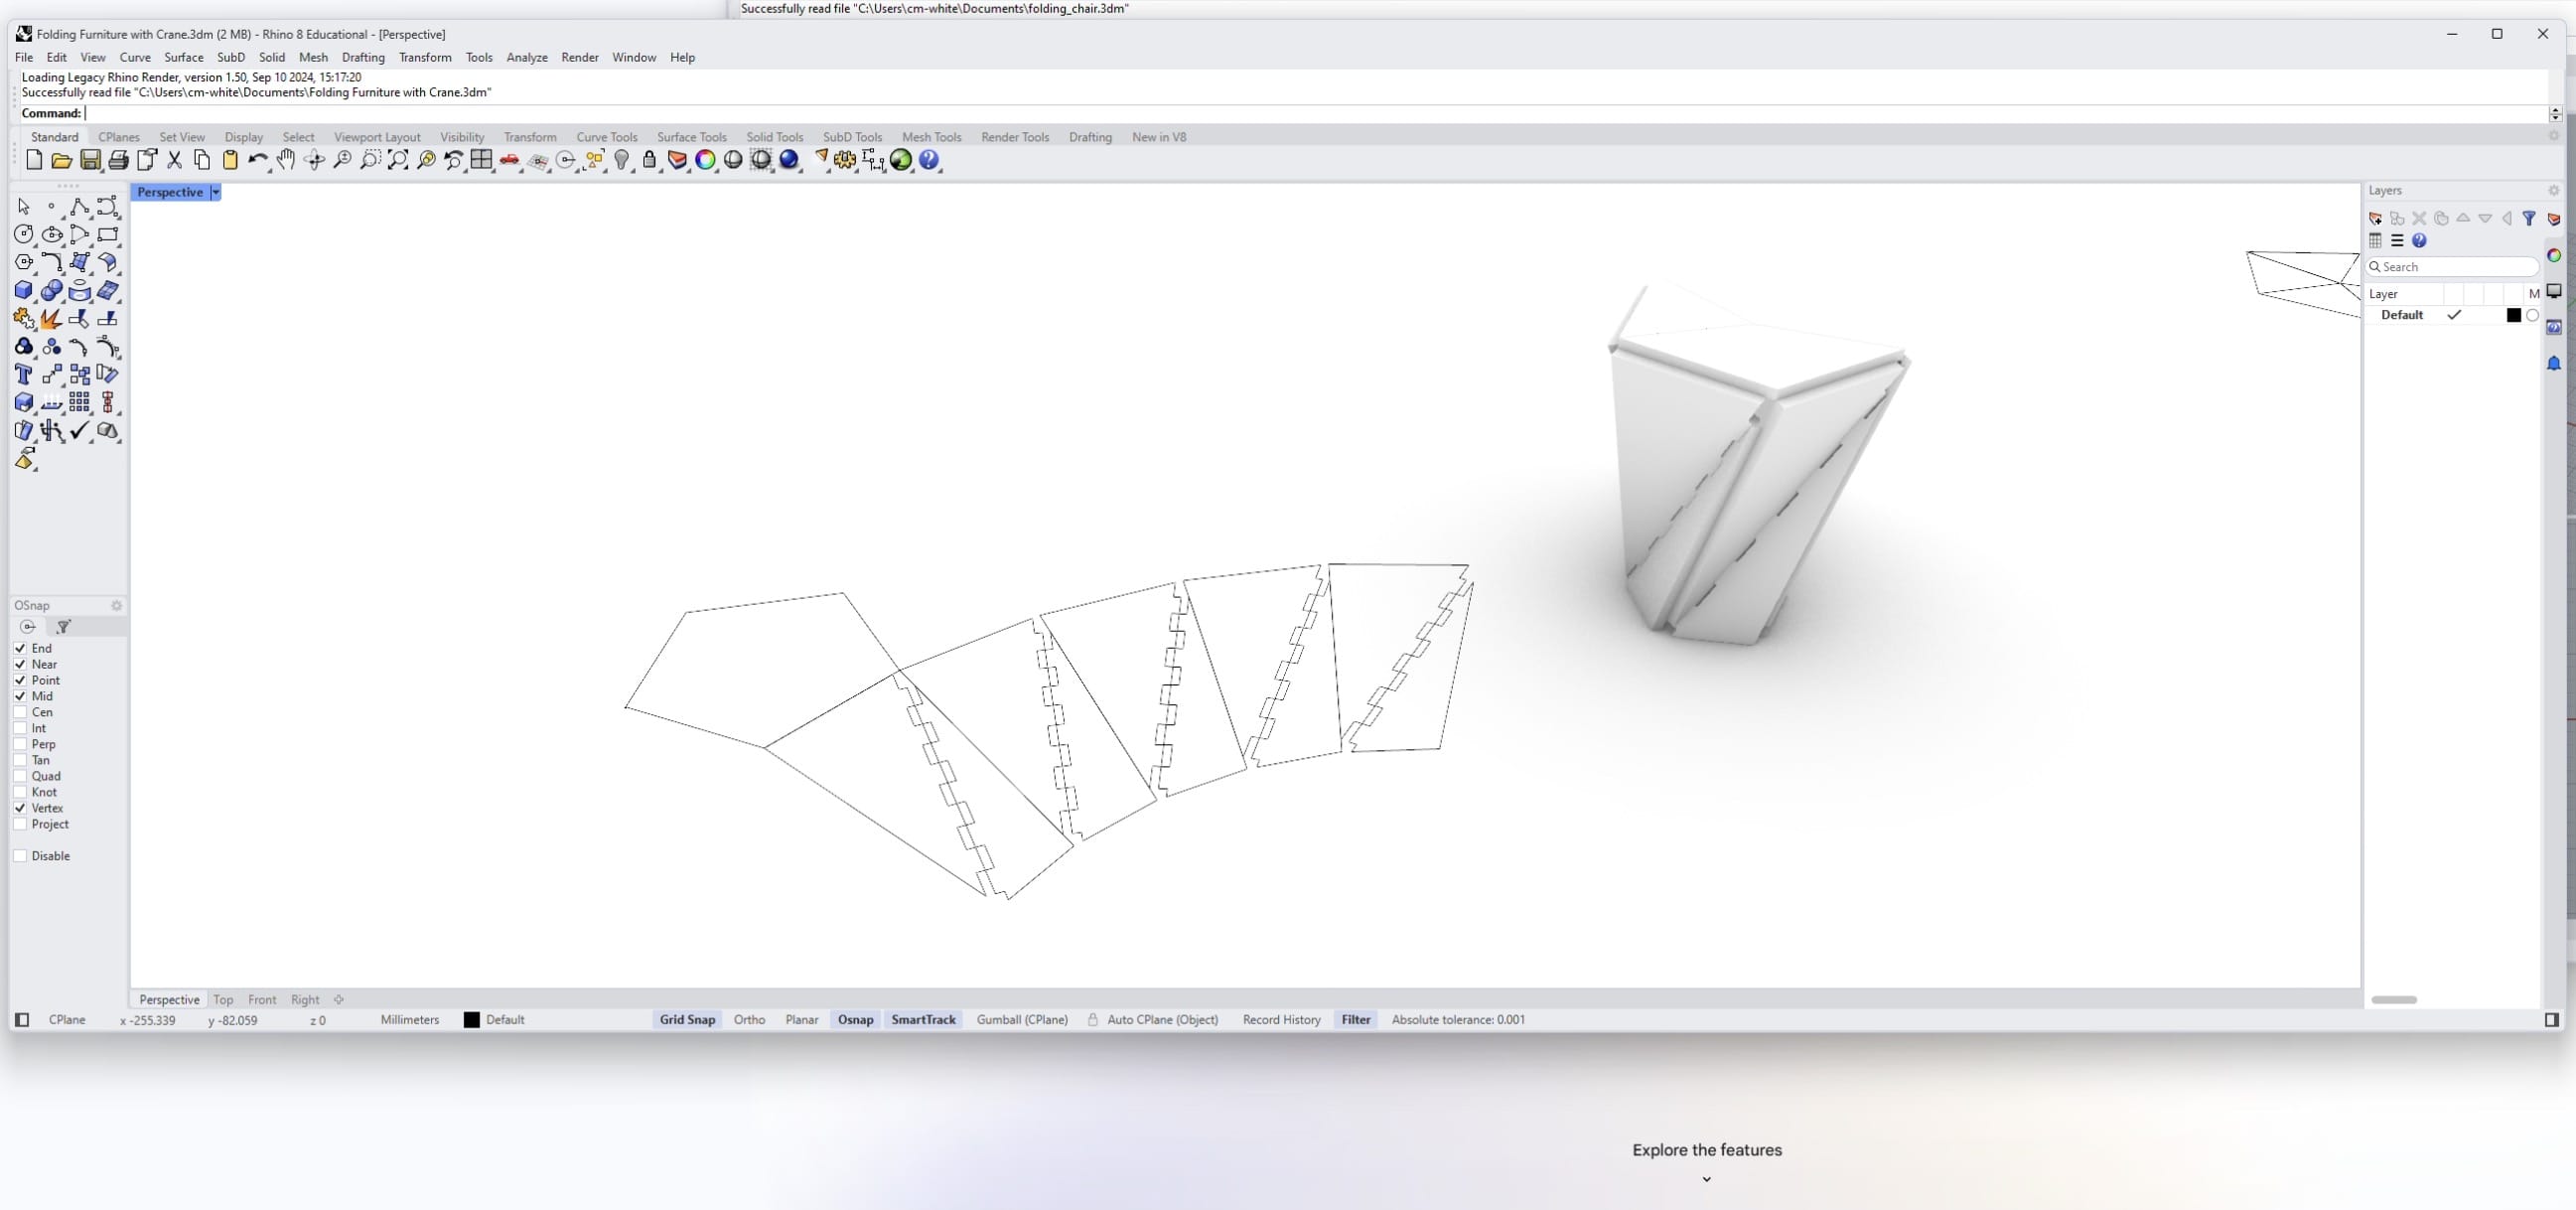 Successfully read file "C:\Users\cm-white\Documents\folding_chair.3dm"
Folding Furniture with Crane.3dm (2 MB) - Rhino 8 Educational - [Perspective]
File Edit View Curve Surface SubD Solid Mesh Drafting Transform Tools Analyze Render Window Help
Loading Legacy Rhino Render, version 1.50, Sep 10 2024, 15:17:20
Successfully read file "C:\Users\cm-white\Documents\Folding Furniture with Crane.3dm"
Command:
Standard CPlanes Set View Display Select Viewport Layout Visibility Transform Curve Tools Surface Tools Solid Tools SubD Tools Mesh Tools Render Tools Drafting New in V8
Perspective
Layers
Search
Layer M
Default
OSnap
End
Near
Point
Mid
Cen
Int
Perp
Tan
Quad
Knot
Vertex
Project
Disable
Perspective Top Front Right
CPlane x -255.339 y -82.059 z 0 Millimeters Default Grid Snap Ortho Planar Osnap SmartTrack Gumball (CPlane) Auto CPlane (Object) Record History Filter Absolute tolerance: 0.001
Explore the features